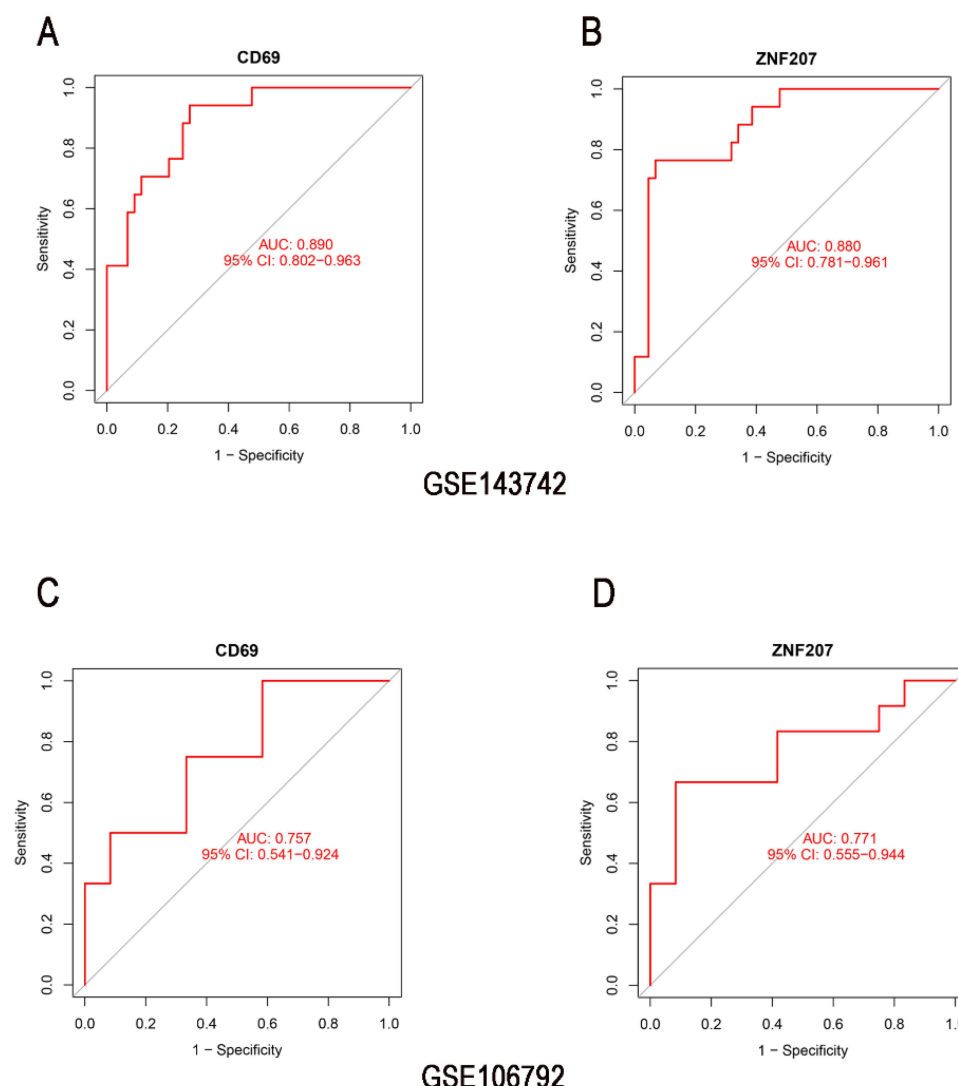 A
B
CD69
ZNF207
Sensitivity
0.0 0.2 0.4 0.6 0.8 1.0
AUC: 0.890
95% CI: 0.802−0.963
0.0 0.2 0.4 0.6 0.8 1.0
1 − Specificity
Sensitivity
0.0 0.2 0.4 0.6 0.8 1.0
AUC: 0.880
95% CI: 0.781−0.961
0.0 0.2 0.4 0.6 0.8 1.0
1 − Specificity
GSE143742
C
D
CD69
ZNF207
Sensitivity
0.0 0.2 0.4 0.6 0.8 1.0
AUC: 0.757
95% CI: 0.541−0.924
0.0 0.2 0.4 0.6 0.8 1.0
1 − Specificity
Sensitivity
0.0 0.2 0.4 0.6 0.8 1.0
AUC: 0.771
95% CI: 0.555−0.944
0.0 0.2 0.4 0.6 0.8
1 − Specificity
GSE106792